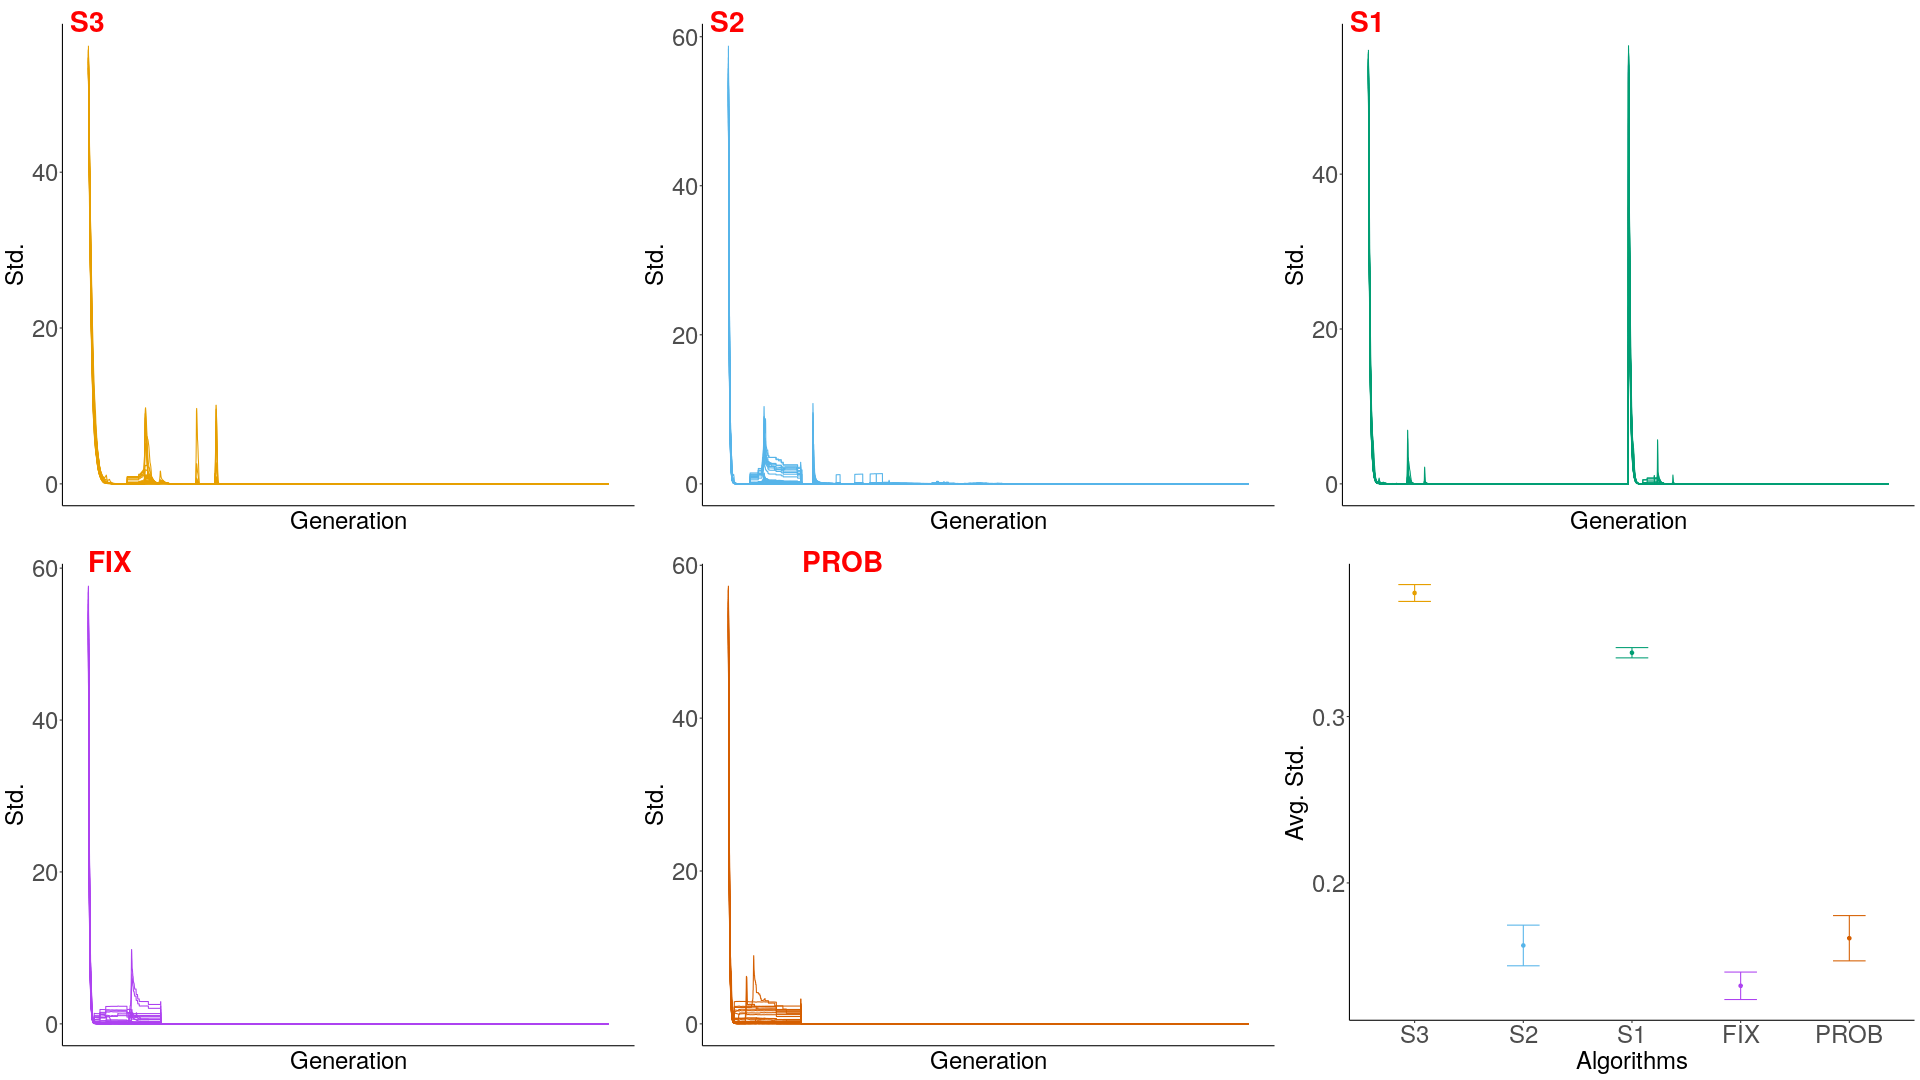 S3
40
20
0
Std.
Generation
S2
60
40
20
0
Std.
Generation
S1
40
20
0
Std.
Generation
FIX
60
40
20
0
Std.
Generation
PROB
60
40
20
0
Std.
Generation
0.3
0.2
Avg. Std.
S3 S2 S1 FIX PROB
Algorithms